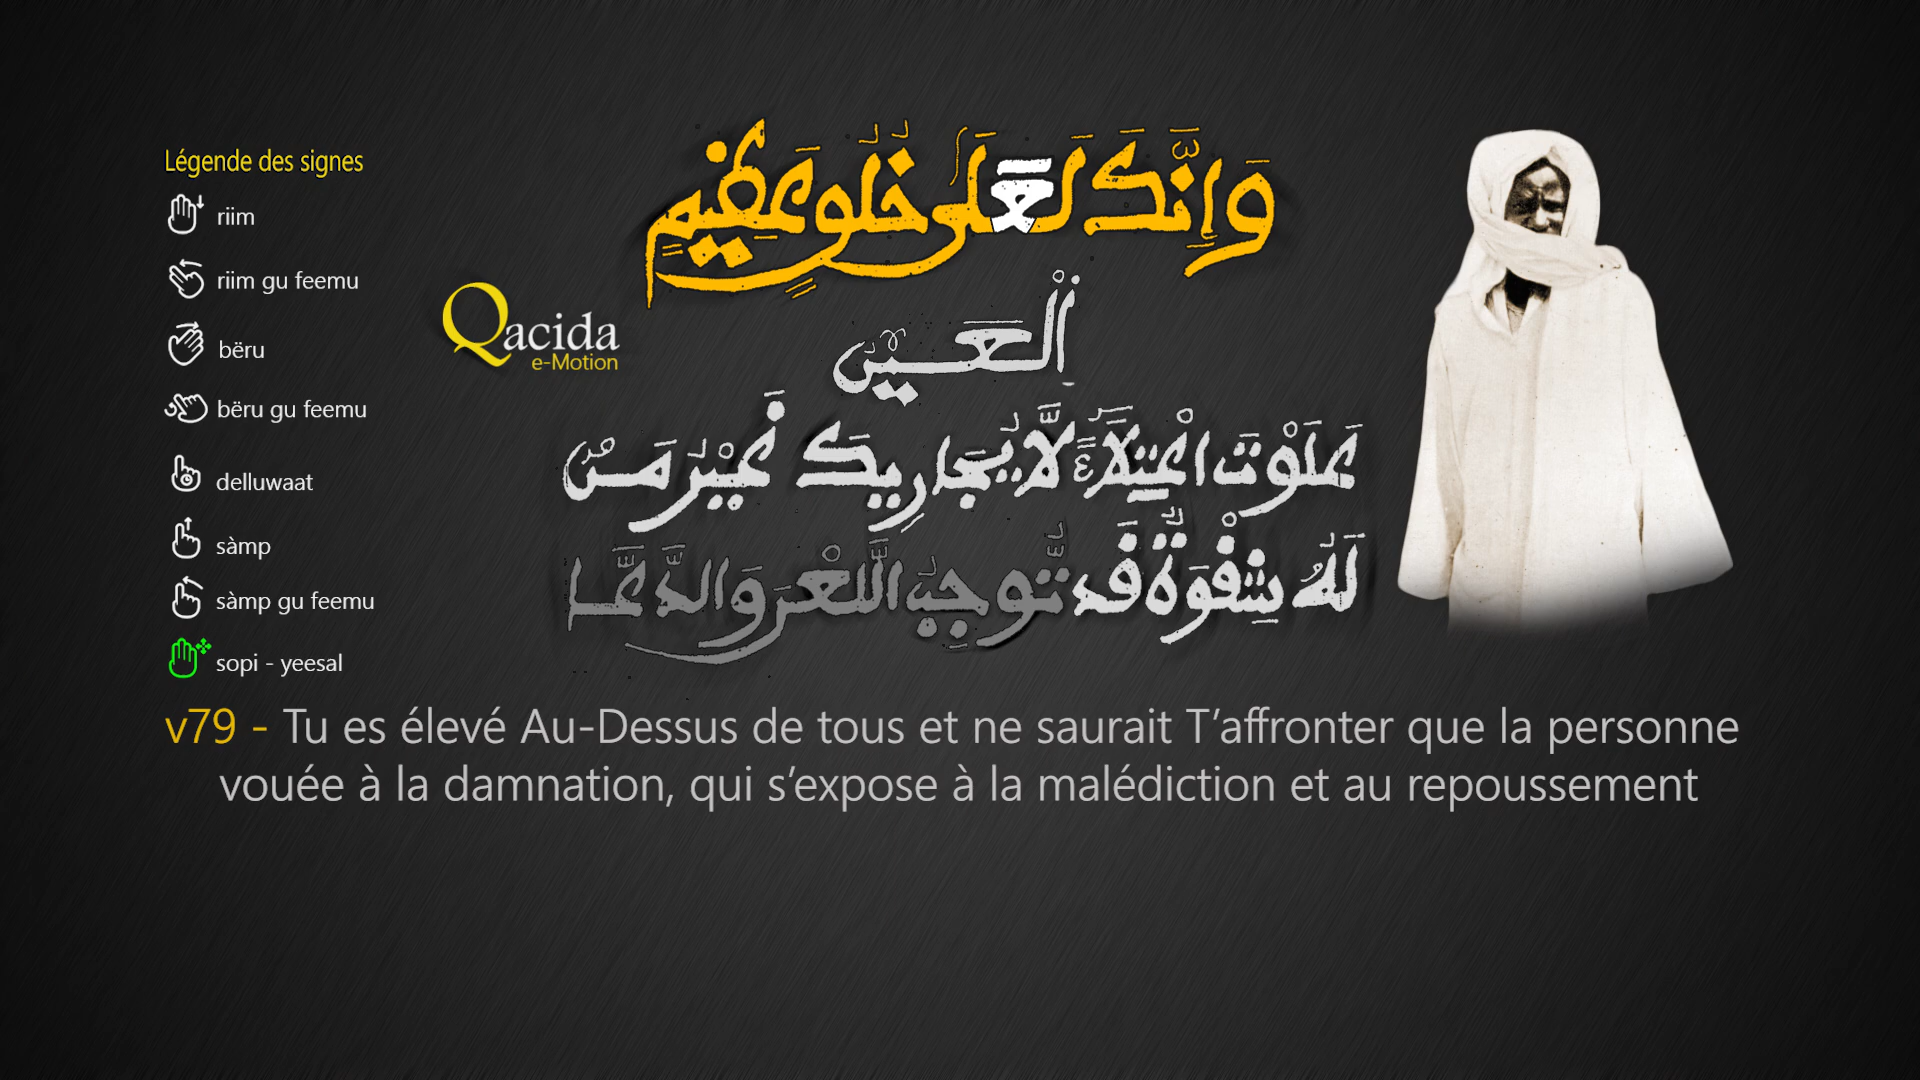 Légende des signes
riim
riim gu feemu
bëru
bëru gu feemu
delluwaat
sàmp
sàmp gu feemu
sopi - yeesal
Qacida
e-Motion
وَإِنَّكَ لَعَلَى خُلُقٍ عَظِيمٍ
اَلْعَيْنُ
عَلَوْتَ اعْتِلَاءً لَّا يُجَارِيكَ غَيْرُ مَنْ
لَهُ شِقْوَةٌ قَد تُّوجِبُ اللَّعْنَ وَالدَّعَّا
v79 - Tu es élevé Au-Dessus de tous et ne saurait T’affronter que la personne
vouée à la damnation, qui s’expose à la malédiction et au repoussement